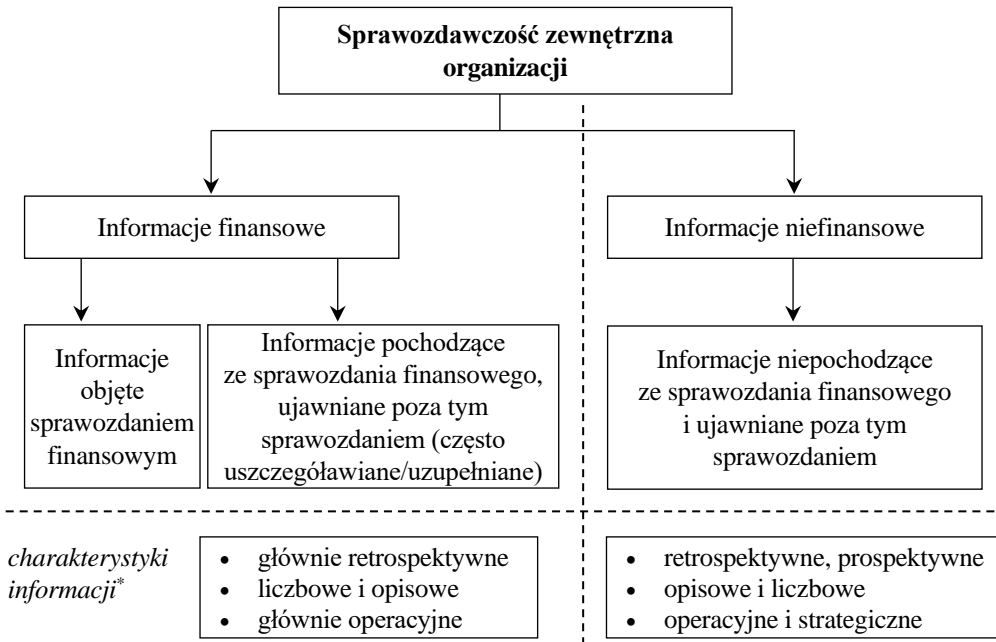 Sprawozdawczość zewnętrzna
organizacji
Informacje finansowe
Informacje niefinansowe
Informacje
objęte
sprawozdaniem
finansowym
Informacje pochodzące
ze sprawozdania finansowego,
ujawniane poza tym
sprawozdaniem (często
uszczegóławiane/uzupełniane)
Informacje niepochodzące
ze sprawozdania finansowego
i ujawniane poza tym
sprawozdaniem
charakterystyki
informacji*
• głównie retrospektywne
• liczbowe i opisowe
• głównie operacyjne
• retrospektywne, prospektywne
• opisowe i liczbowe
• operacyjne i strategiczne